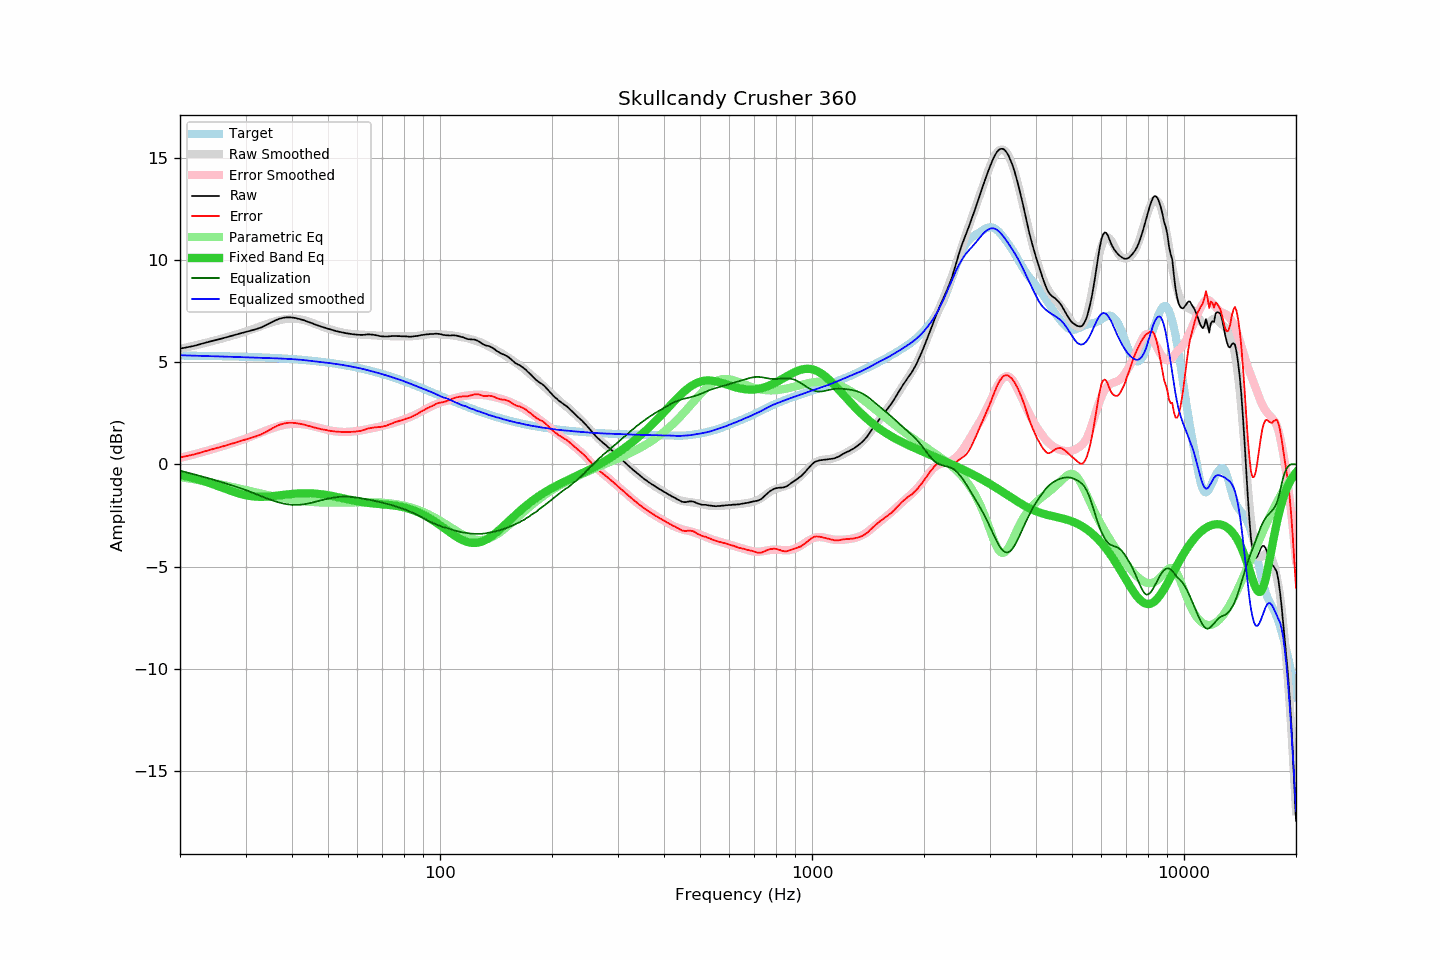 Skullcandy Crusher 360
Target
Raw Smoothed
Error Smoothed
Raw
Error
Parametric Eq
Fixed Band Eq
Equalization
Equalized smoothed
15
10
5
0
−5
−10
−15
Amplitude (dBr)
100
1000
10000
Frequency (Hz)